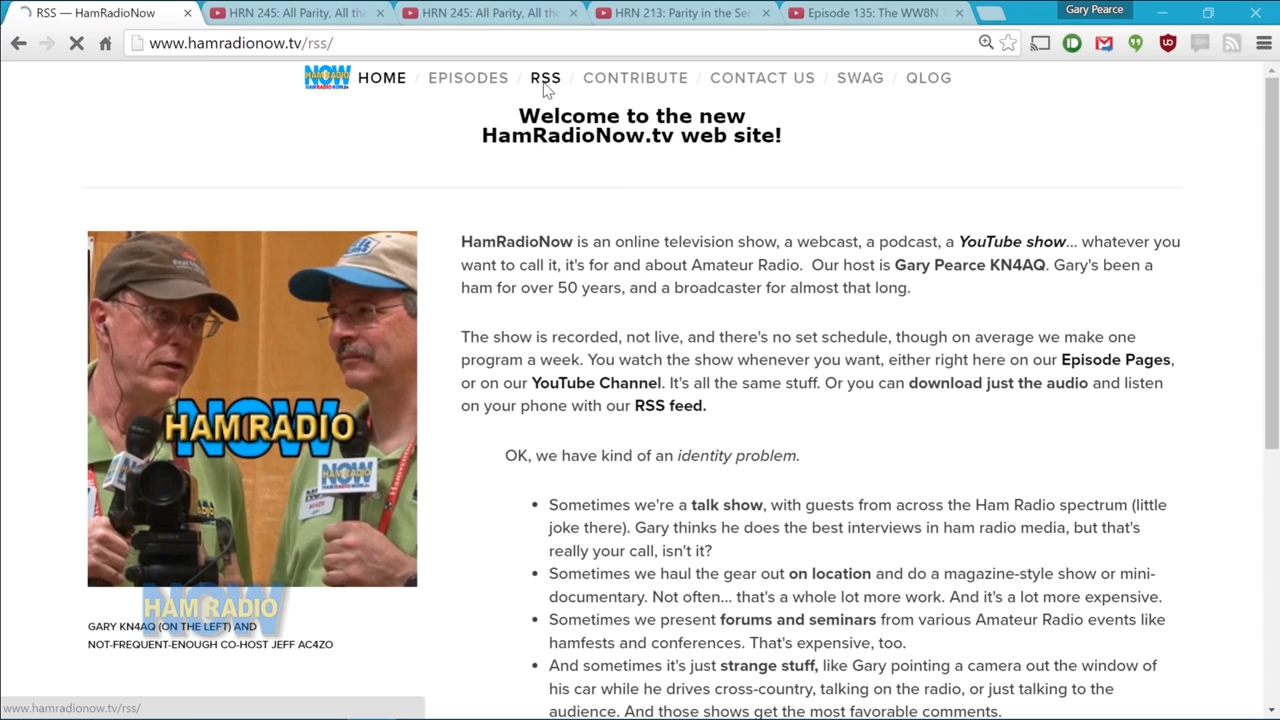 RSS — HamRadioNow
HRN 245: All Parity, All the
HRN 245: All Parity, All the
HRN 213: Parity in the Sen
Episode 135: The WW8N
Gary Pearce
www.hamradionow.tv/rss/
HOME / EPISODES / RSS / CONTRIBUTE / CONTACT US / SWAG / QLOG
Welcome to the new
HamRadioNow.tv web site!
HamRadioNow is an online television show, a webcast, a podcast, a YouTube show... whatever you
want to call it, it's for and about Amateur Radio. Our host is Gary Pearce KN4AQ. Gary's been a
ham for over 50 years, and a broadcaster for almost that long.
The show is recorded, not live, and there's no set schedule, though on average we make one
program a week. You watch the show whenever you want, either right here on our Episode Pages,
or on our YouTube Channel. It's all the same stuff. Or you can download just the audio and listen
on your phone with our RSS feed.
OK, we have kind of an identity problem.
• Sometimes we're a talk show, with guests from across the Ham Radio spectrum (little
joke there). Gary thinks he does the best interviews in ham radio media, but that's
really your call, isn't it?
• Sometimes we haul the gear out on location and do a magazine-style show or mini-
documentary. Not often... that's a whole lot more work. And it's a lot more expensive.
• Sometimes we present forums and seminars from various Amateur Radio events like
hamfests and conferences. That's expensive, too.
• And sometimes it's just strange stuff, like Gary pointing a camera out the window of
his car while he drives cross-country, talking on the radio, or just talking to the
audience. And those shows get the most favorable comments.
NOW
HAM RADIO
NOW
HAM RADIO
GARY KN4AQ (ON THE LEFT) AND
NOT-FREQUENT-ENOUGH CO-HOST JEFF AC4ZO
www.hamradionow.tv/rss/